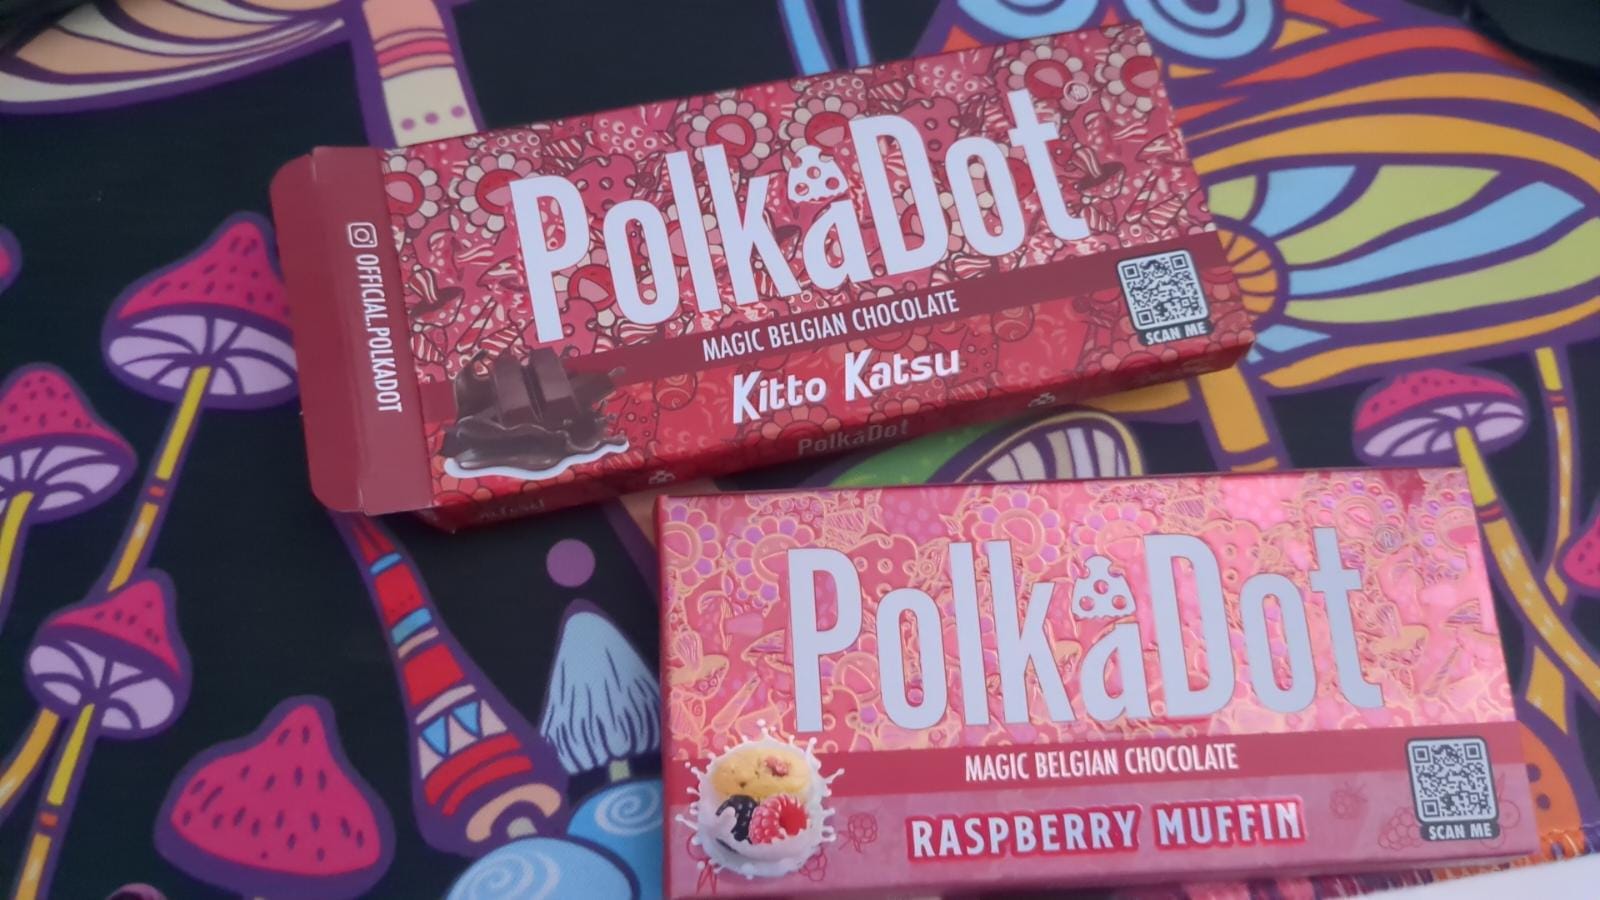 OFFICIAL.POLKADOT
PolkaDot
®
MAGIC BELGIAN CHOCOLATE
Kitto Katsu
SCAN ME
PolkaDot
PolkaDot
®
MAGIC BELGIAN CHOCOLATE
RASPBERRY MUFFIN
SCAN ME